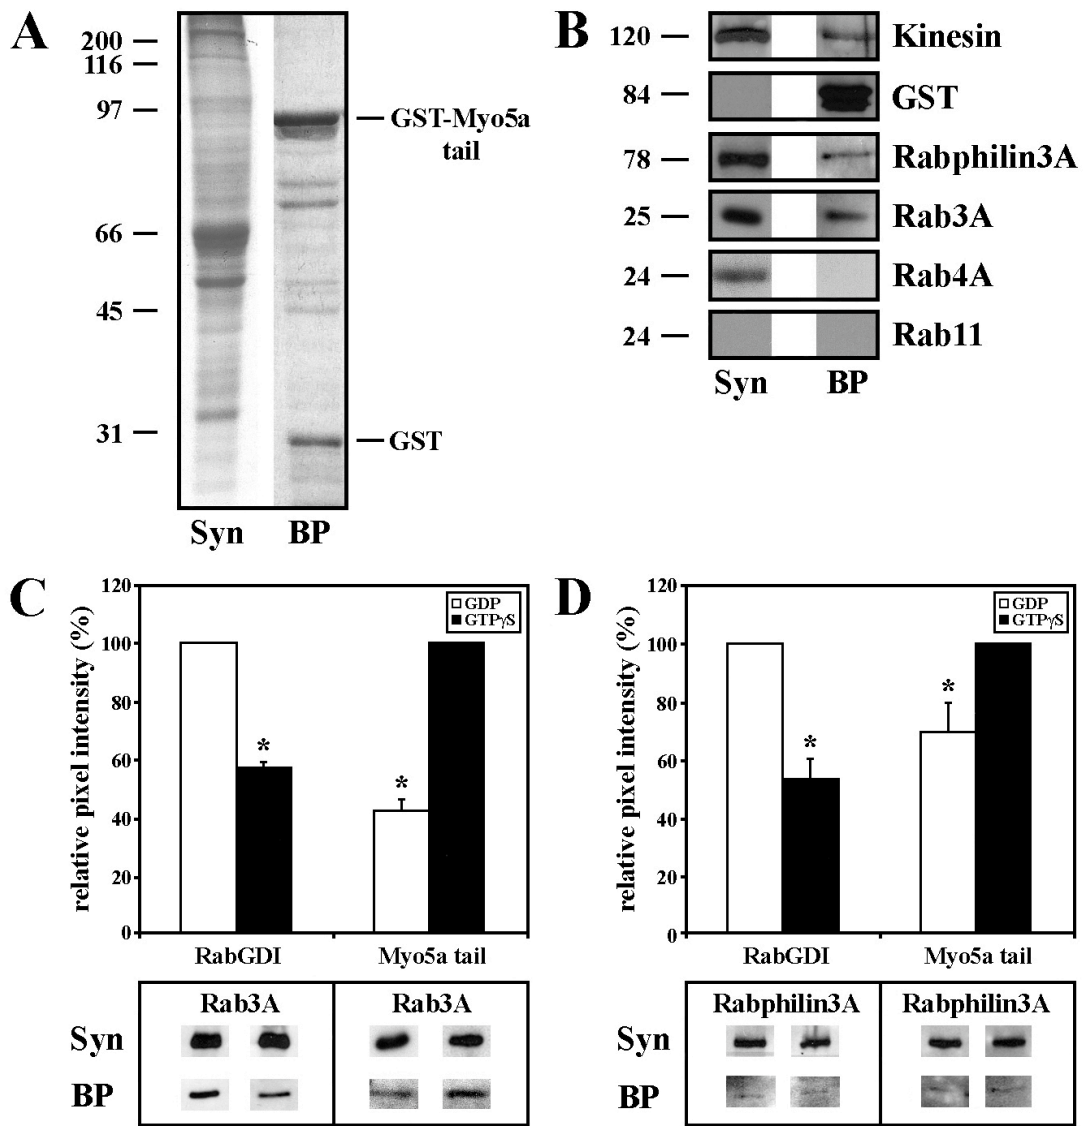 A
200
116
97
66
45
31
GST-Myo5a
tail
GST
Syn BP
B
120 Kinesin
84 GST
78 Rabphilin3A
25 Rab3A
24 Rab4A
24 Rab11
Syn BP
C
relative pixel intensity (%)
120
100
80
60
40
20
0
GDP
GTPγS
*
*
RabGDI Myo5a tail
Rab3A Rab3A
Syn
BP
D
relative pixel intensity (%)
120
100
80
60
40
20
0
GDP
GTPγS
*
*
RabGDI Myo5a tail
Rabphilin3A Rabphilin3A
Syn
BP